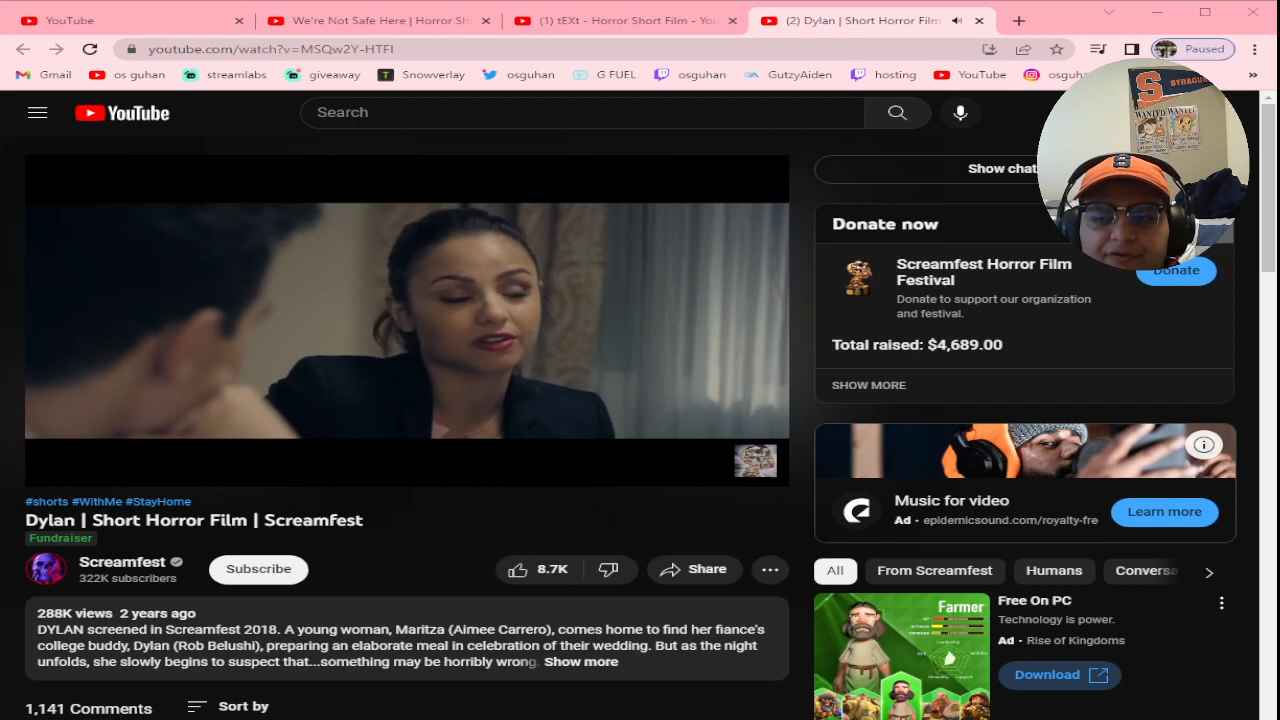 YouTube
We're Not Safe Here | Horror Sh
(1) tEXt - Horror Short Film - You
(2) Dylan | Short Horror Film
youtube.com/watch?v=MSQw2Y-HTFI
Paused
Gmail
os guhan
streamlabs
giveaway
Snowverlay
osguhan
G FUEL
osguhan
GutzyAiden
hosting
YouTube
osguha
YouTube
Search
SYRACUS
WANTED WANTED
S
Show chat
Donate now
Screamfest Horror Film
Festival
Donate to support our organization
and festival.
Donate
Total raised: $4,689.00
SHOW MORE
Music for video
Ad · epidemicsound.com/royalty-fre
Learn more
#shorts #WithMe #StayHome
Dylan | Short Horror Film | Screamfest
Fundraiser
Screamfest
322K subscribers
Subscribe
8.7K
Share
All
From Screamfest
Humans
Conversa
288K views 2 years ago
DYLAN screened in Screamfest 2018. A young woman, Maritza (Aimee Carrero), comes home to find her fiance's
college buddy, Dylan (Rob Belushi), preparing an elaborate meal in celebration of their wedding. But as the night
unfolds, she slowly begins to suspect that...something may be horribly wrong. Show more
Farmer
Free On PC
Technology is power.
Ad · Rise of Kingdoms
Download
1,141 Comments
Sort by